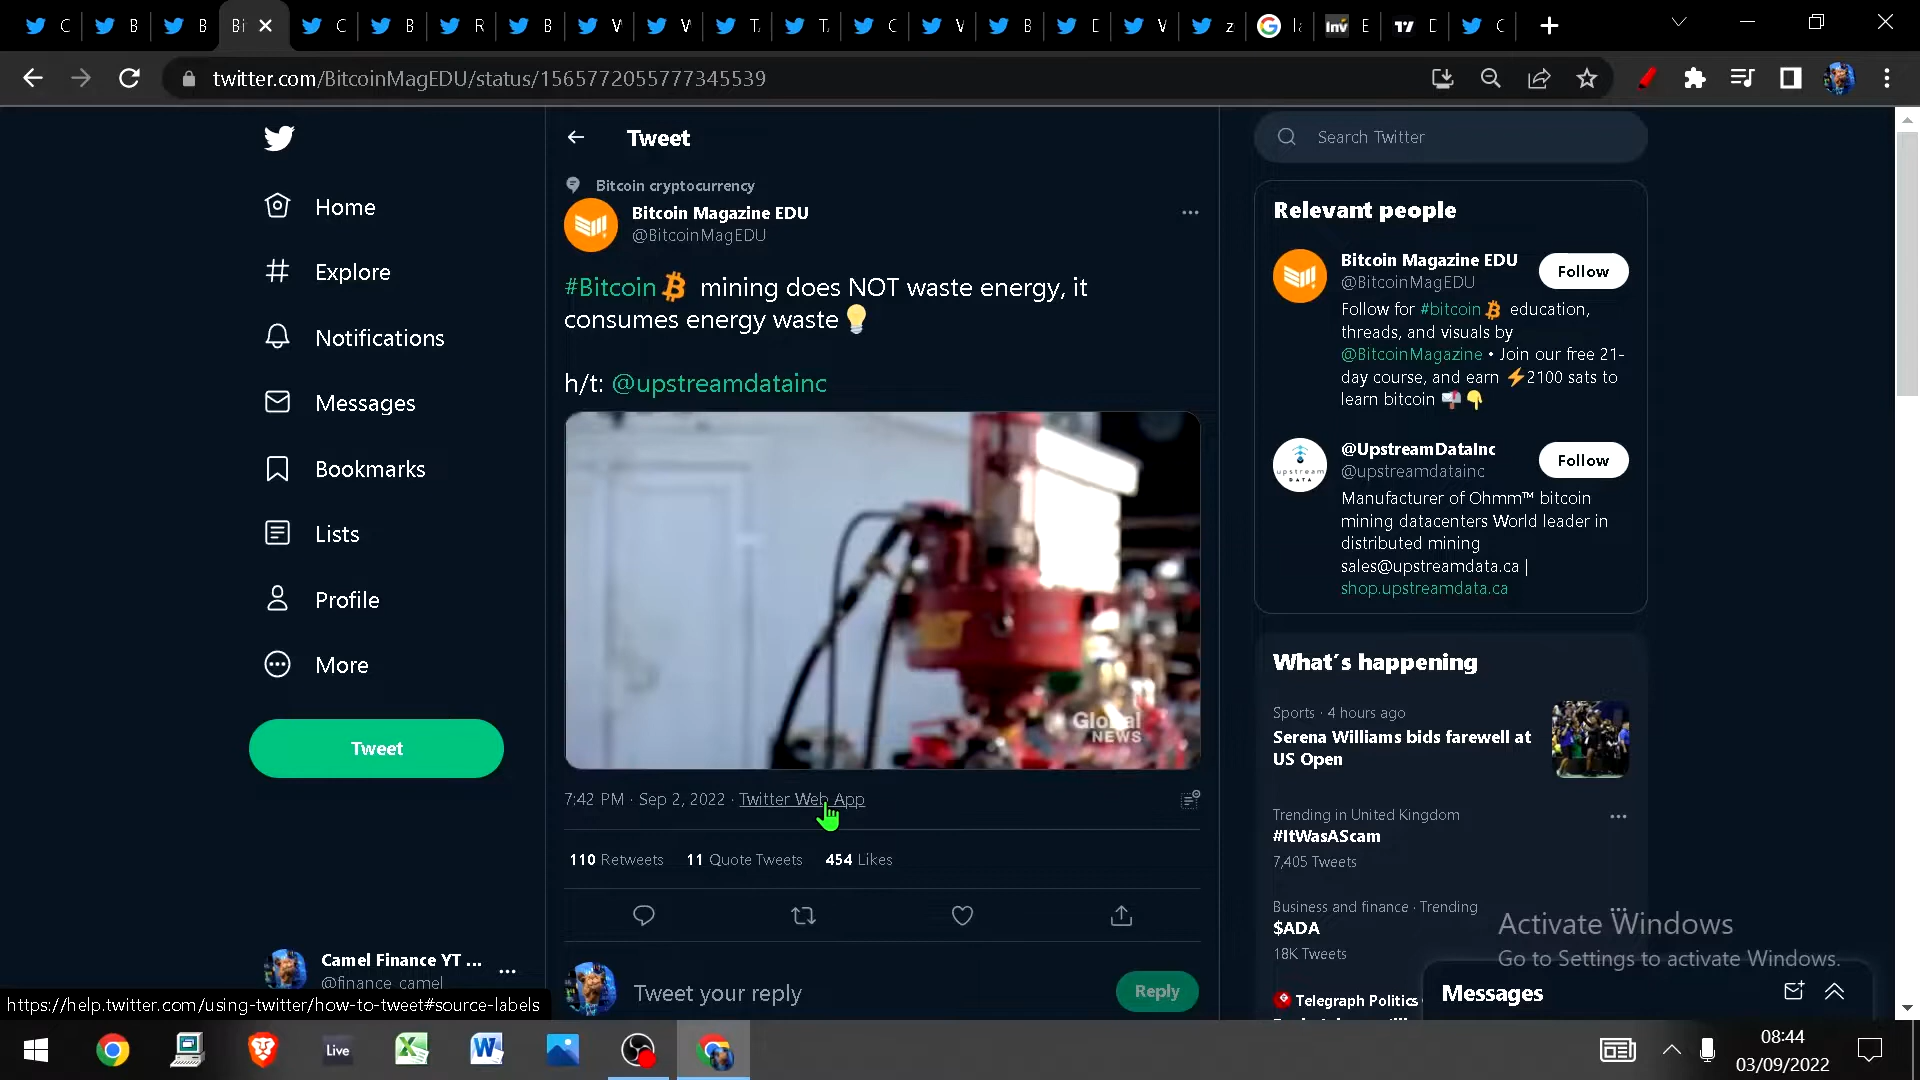 C
B
B
Bi
C
B
R
B
V
V
T
T
C
V
B
D
V
z
la
Inv E
D
C
twitter.com/BitcoinMagEDU/status/1565772055777345539
Home
Explore
Notifications
Messages
Bookmarks
Lists
Profile
More
Tweet
Camel Finance YT ...
@finance_camel
https://help.twitter.com/using-twitter/how-to-tweet#source-labels
Tweet
Bitcoin cryptocurrency
Bitcoin Magazine EDU
@BitcoinMagEDU
#Bitcoin mining does NOT waste energy, it
consumes energy waste
h/t: @upstreamdatainc
Global
NEWS
7:42 PM · Sep 2, 2022 · Twitter Web App
110 Retweets 11 Quote Tweets 454 Likes
Tweet your reply
Reply
Search Twitter
Relevant people
Bitcoin Magazine EDU
@BitcoinMagEDU
Follow
Follow for #bitcoin education,
threads, and visuals by
@BitcoinMagazine • Join our free 21-
day course, and earn ⚡2100 sats to
learn bitcoin
@UpstreamDataInc
@upstreamdatainc
Follow
upstream
DATA
Manufacturer of Ohmm™ bitcoin
mining datacenters World leader in
distributed mining
sales@upstreamdata.ca |
shop.upstreamdata.ca
What's happening
Sports · 4 hours ago
Serena Williams bids farewell at
US Open
Trending in United Kingdom
#ItWasAScam
7,405 Tweets
Business and finance · Trending
$ADA
18K Tweets
Telegraph Politics
Activate Windows
Go to Settings to activate Windows.
Messages
Live
08:44
03/09/2022